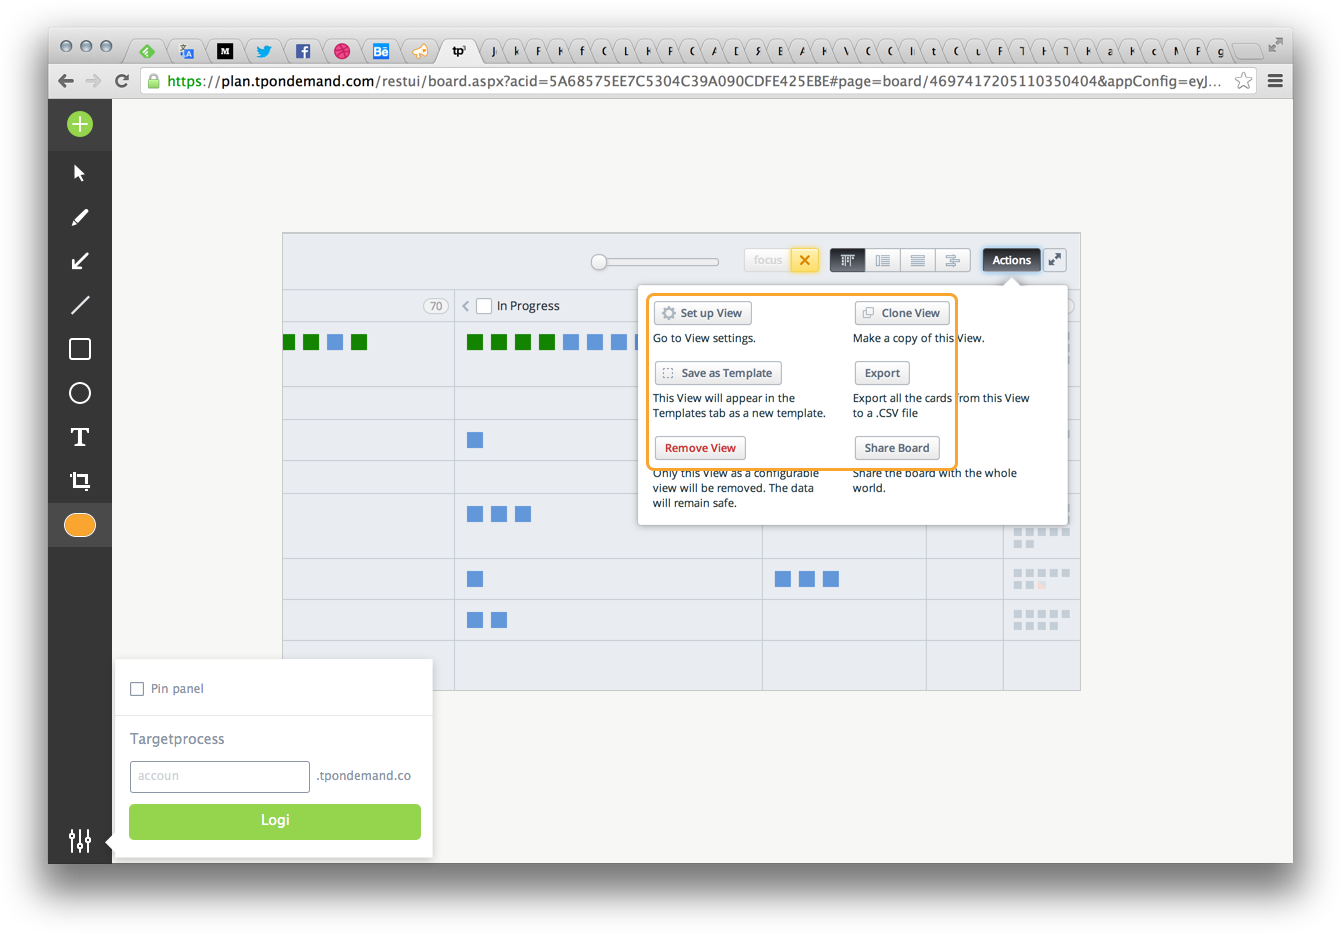 M
Bē
tp³
https://plan.tpondemand.com/restui/board.aspx?acid=5A68575EE7C5304C39A090CDFE425EBE#page=board/4697417205110350404&appConfig=eyJ...
T
focus
Actions
70
In Progress
Set up View
Clone View
Go to View settings.
Make a copy of this View.
Save as Template
Export
This View will appear in the
Templates tab as a new template.
Export all the cards from this View
to a .CSV file
Remove View
Share Board
Only this View as a configurable
view will be removed. The data
will remain safe.
Share the board with the whole
world.
Pin panel
Targetprocess
accoun
.tpondemand.co
Logi